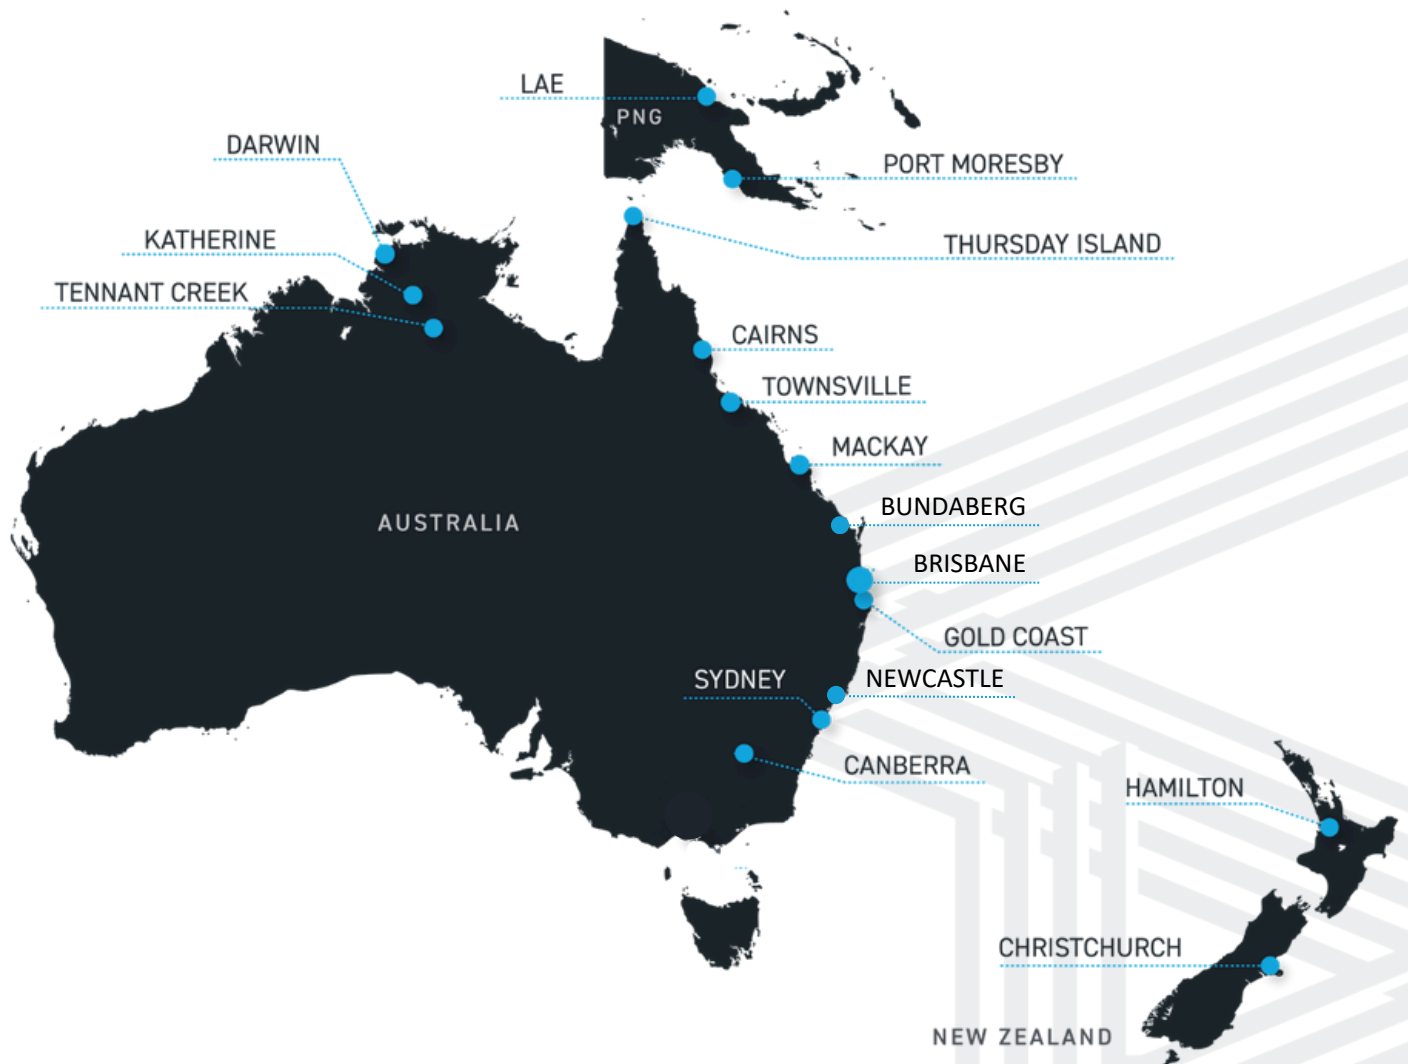 LAE
PNG
DARWIN
PORT MORESBY
KATHERINE
THURSDAY ISLAND
TENNANT CREEK
CAIRNS
TOWNSVILLE
MACKAY
BUNDABERG
AUSTRALIA
BRISBANE
GOLD COAST
SYDNEY
NEWCASTLE
CANBERRA
HAMILTON
CHRISTCHURCH
NEW ZEALAND